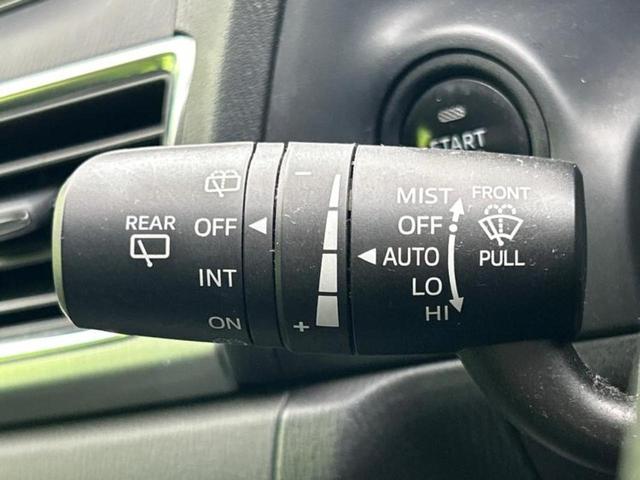 START
REAR
OFF
INT
ON
−
+
MIST
OFF
AUTO
LO
HI
FRONT
PULL